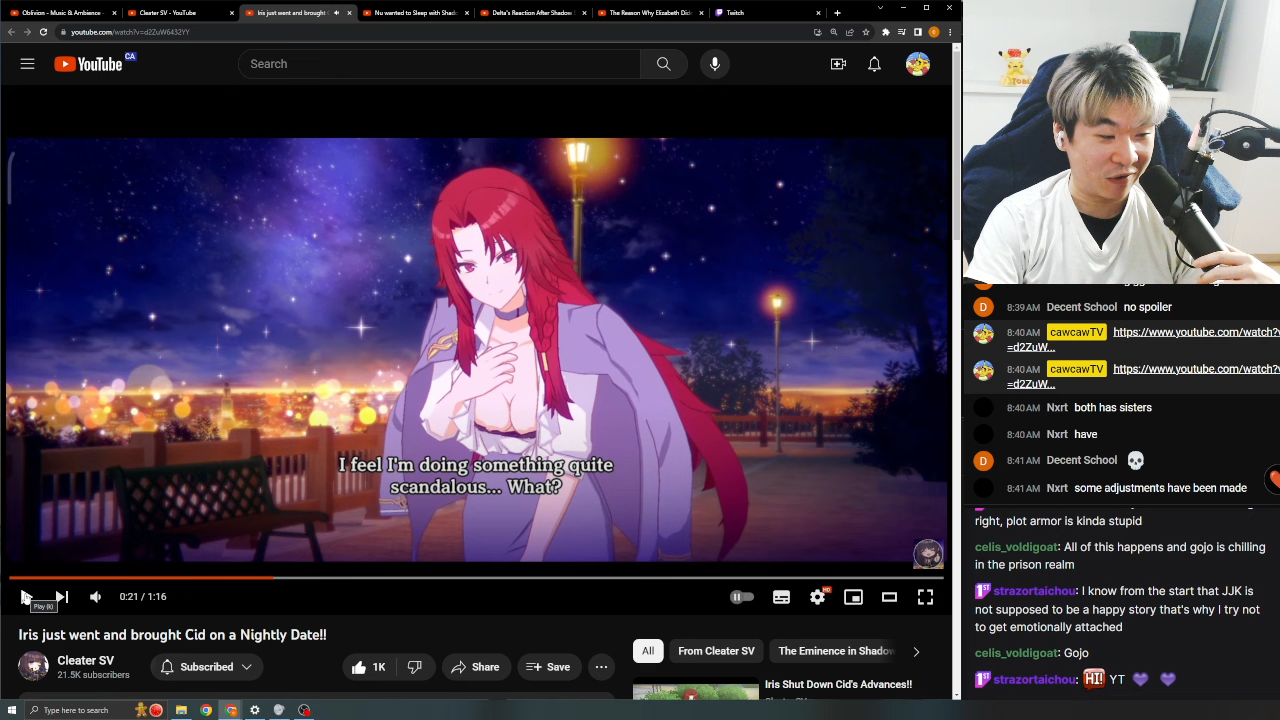 Oblivion - Music & Ambience -
Cleater SV - YouTube
Iris just went and brought C
Nu wanted to Sleep with Shado
Delta's Reaction After Shadow
The Reason Why Elizabeth Did
Twitch
youtube.com/watch?v=d2ZuW6432YY
YouTube CA
Search
I feel I'm doing something quite
scandalous... What?
Play (k)
0:21 / 1:16
HD
Iris just went and brought Cid on a Nightly Date!!
Cleater SV
21.5K subscribers
Subscribed
1K
Share
Save
All
From Cleater SV
The Eminence in Shadow
Iris Shut Down Cid's Advances!!
Type here to search
D 8:39 AM Decent School no spoiler
8:40 AM cawcawTV https://www.youtube.com/watch?v
=d2ZuW...
8:40 AM cawcawTV https://www.youtube.com/watch?v
=d2ZuW...
8:40 AM Nxrt both has sisters
8:40 AM Nxrt have
D 8:41 AM Decent School
8:41 AM Nxrt some adjustments have been made
right, plot armor is kinda stupid
celis_voldigoat: All of this happens and gojo is chilling
in the prison realm
1ST strazortaichou: I know from the start that JJK is
not supposed to be a happy story that's why I try not
to get emotionally attached
celis_voldigoat: Gojo
1ST strazortaichou: HI! YT